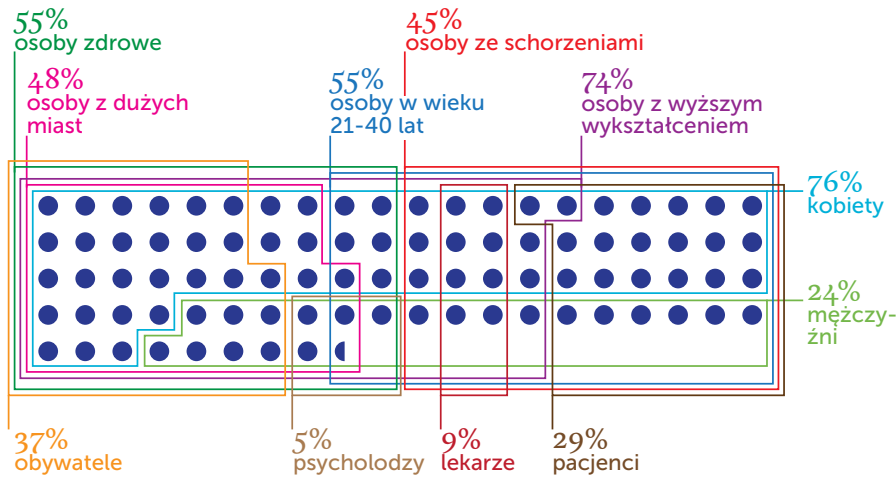 55%
osoby zdrowe
45%
osoby ze schorzeniami
48%
osoby z dużych
miast
55%
osoby w wieku
21-40 lat
74%
osoby z wyższym
wykształceniem
76%
kobiety
24%
mężczy-
źni
37%
obywatele
5%
psycholodzy
9%
lekarze
29%
pacjenci